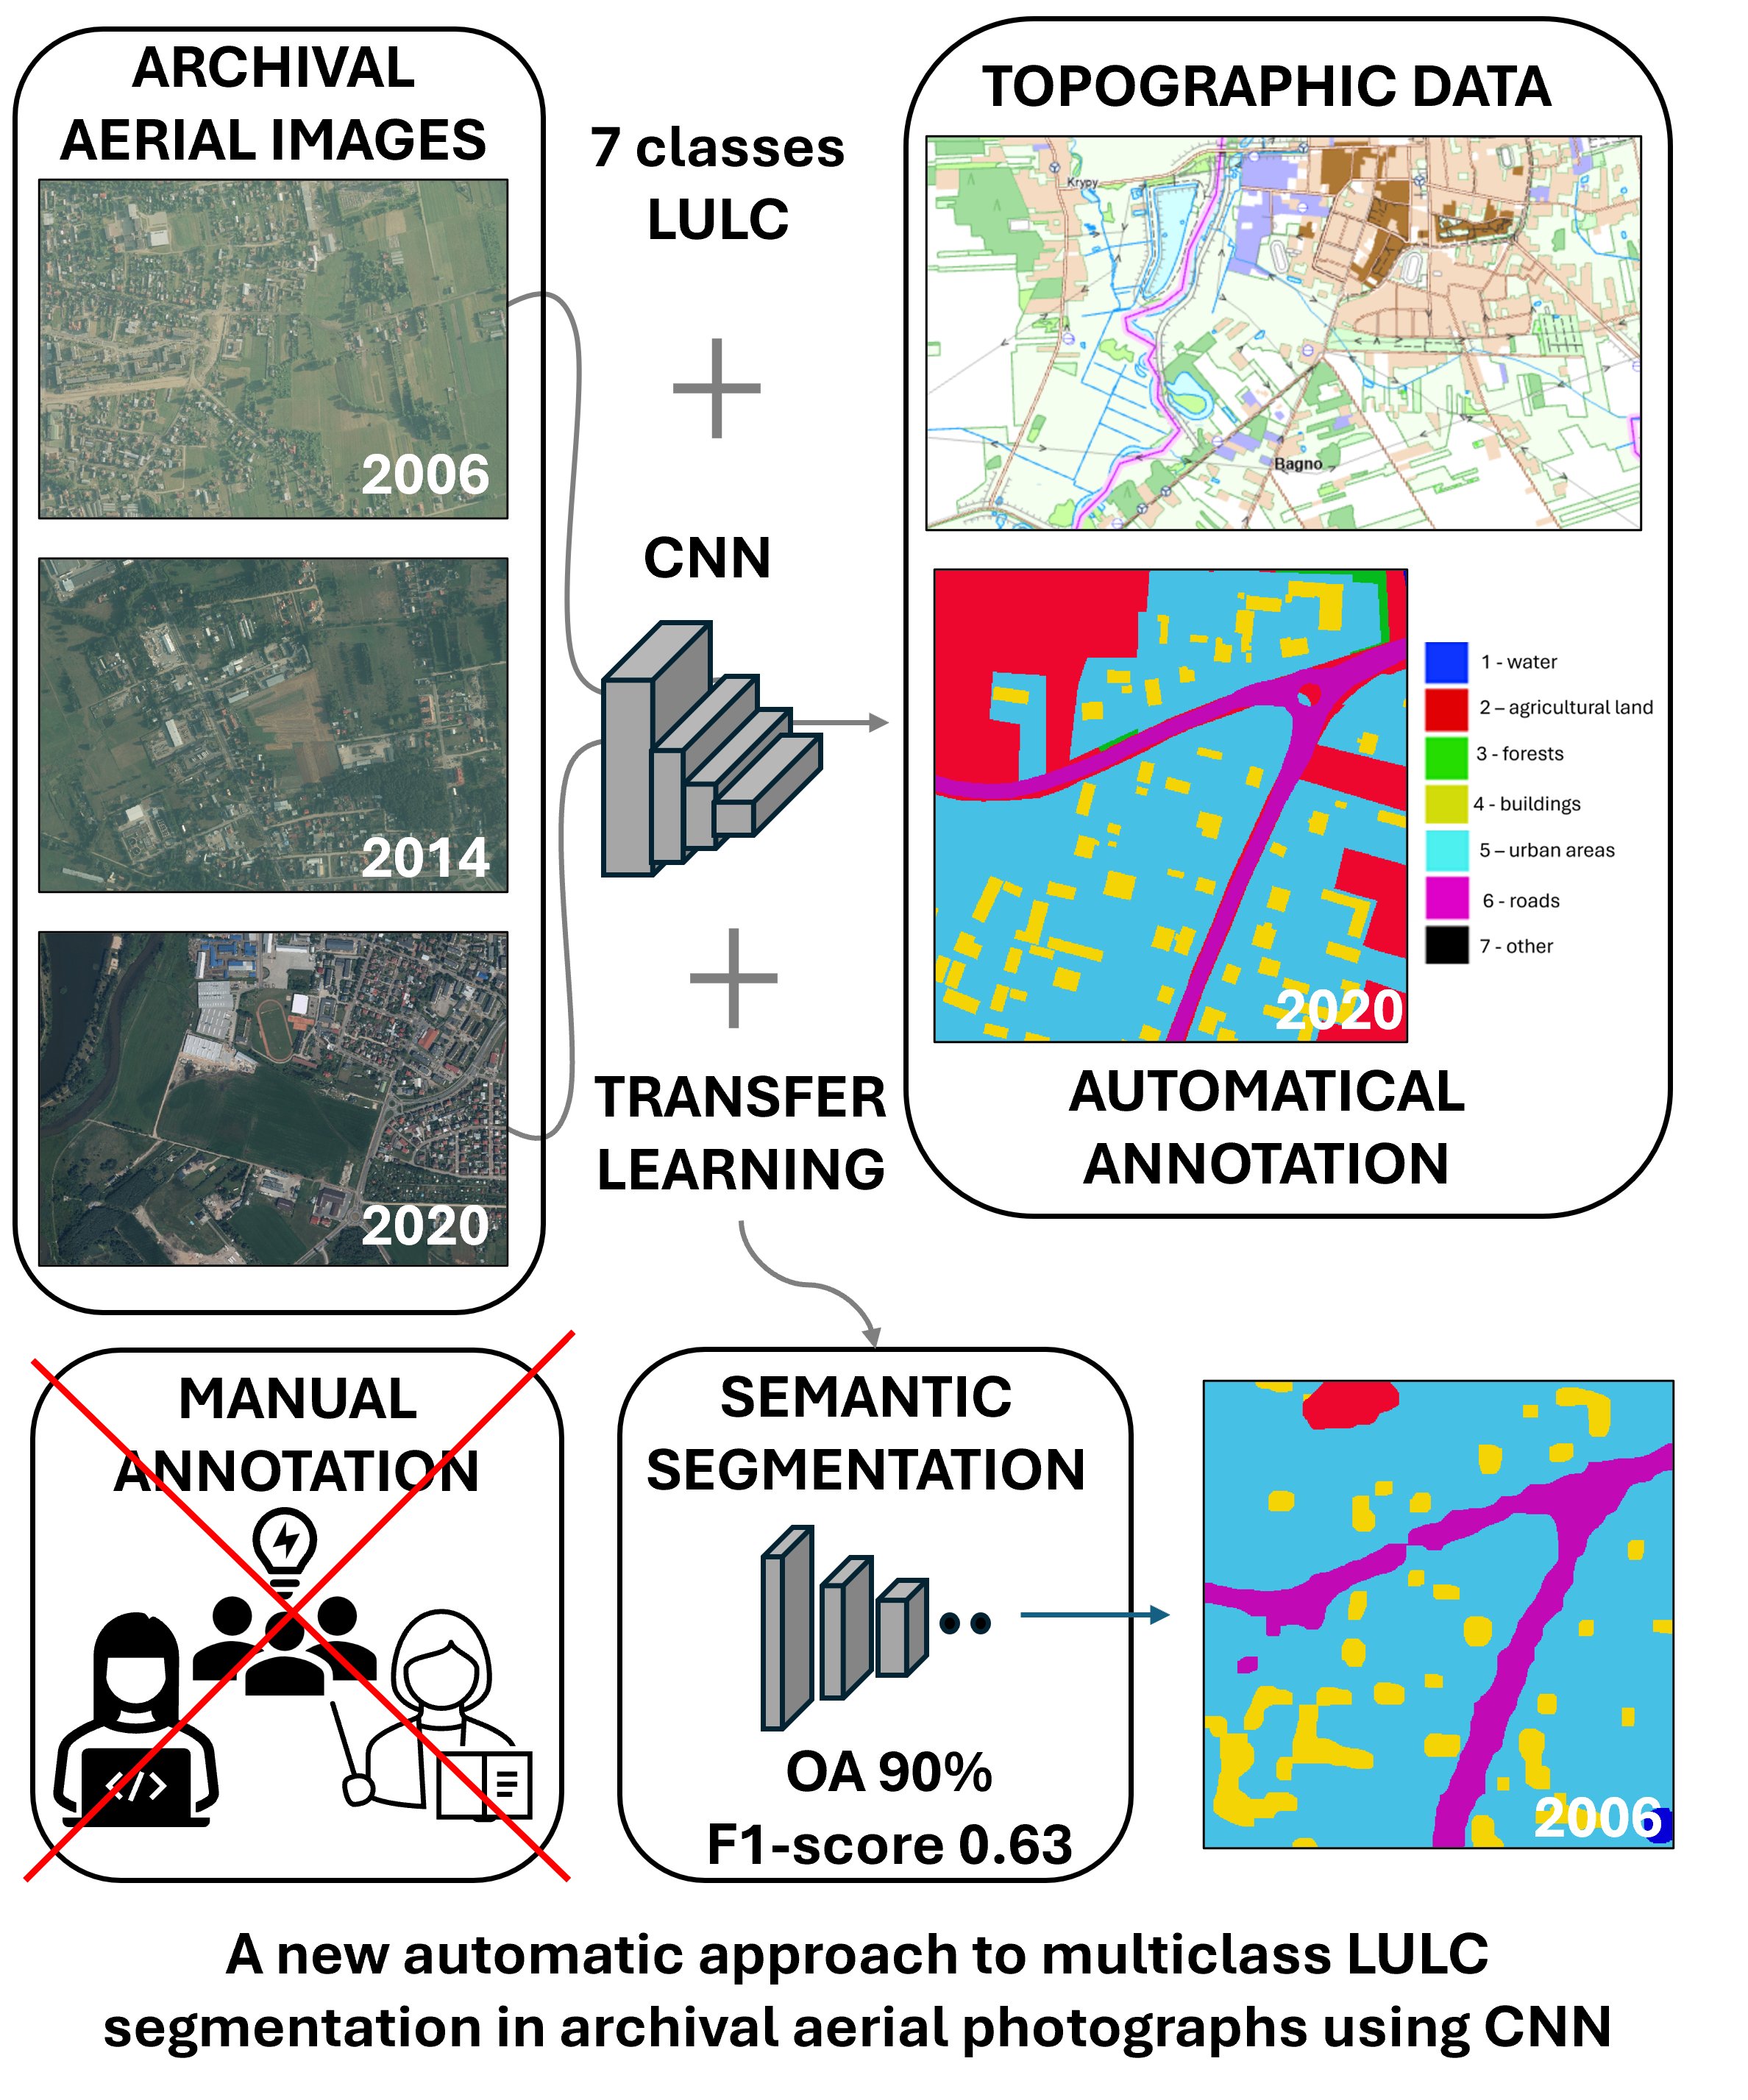 ARCHIVAL
AERIAL IMAGES
2006
2014
2020
7 classes
LULC
CNN
TRANSFER
LEARNING
TOPOGRAPHIC DATA
Krypy
Bagno
1 - water
2 – agricultural land
3 - forests
4 - buildings
5 – urban areas
6 - roads
7 - other
2020
AUTOMATICAL
ANNOTATION
MANUAL
ANNOTATION
</>
SEMANTIC
SEGMENTATION
OA 90%
F1-score 0.63
2006
A new automatic approach to multiclass LULC
segmentation in archival aerial photographs using CNN